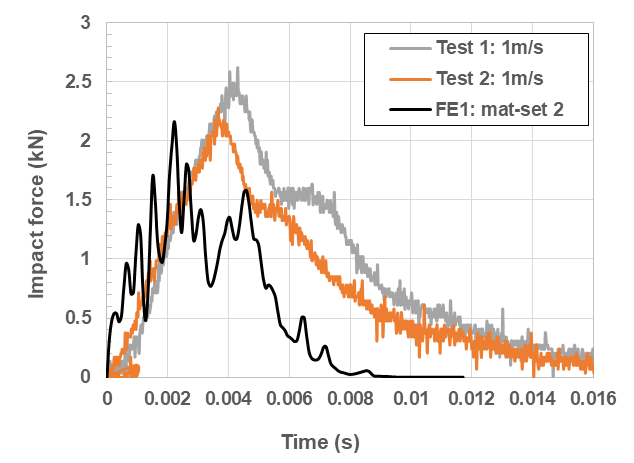 3
Test 1: 1m/s
Test 2: 1m/s
FE1: mat-set 2
2.5
2
1.5
1
0.5
0
Impact force (kN)
0 0.002 0.004 0.006 0.008 0.01 0.012 0.014 0.016
Time (s)